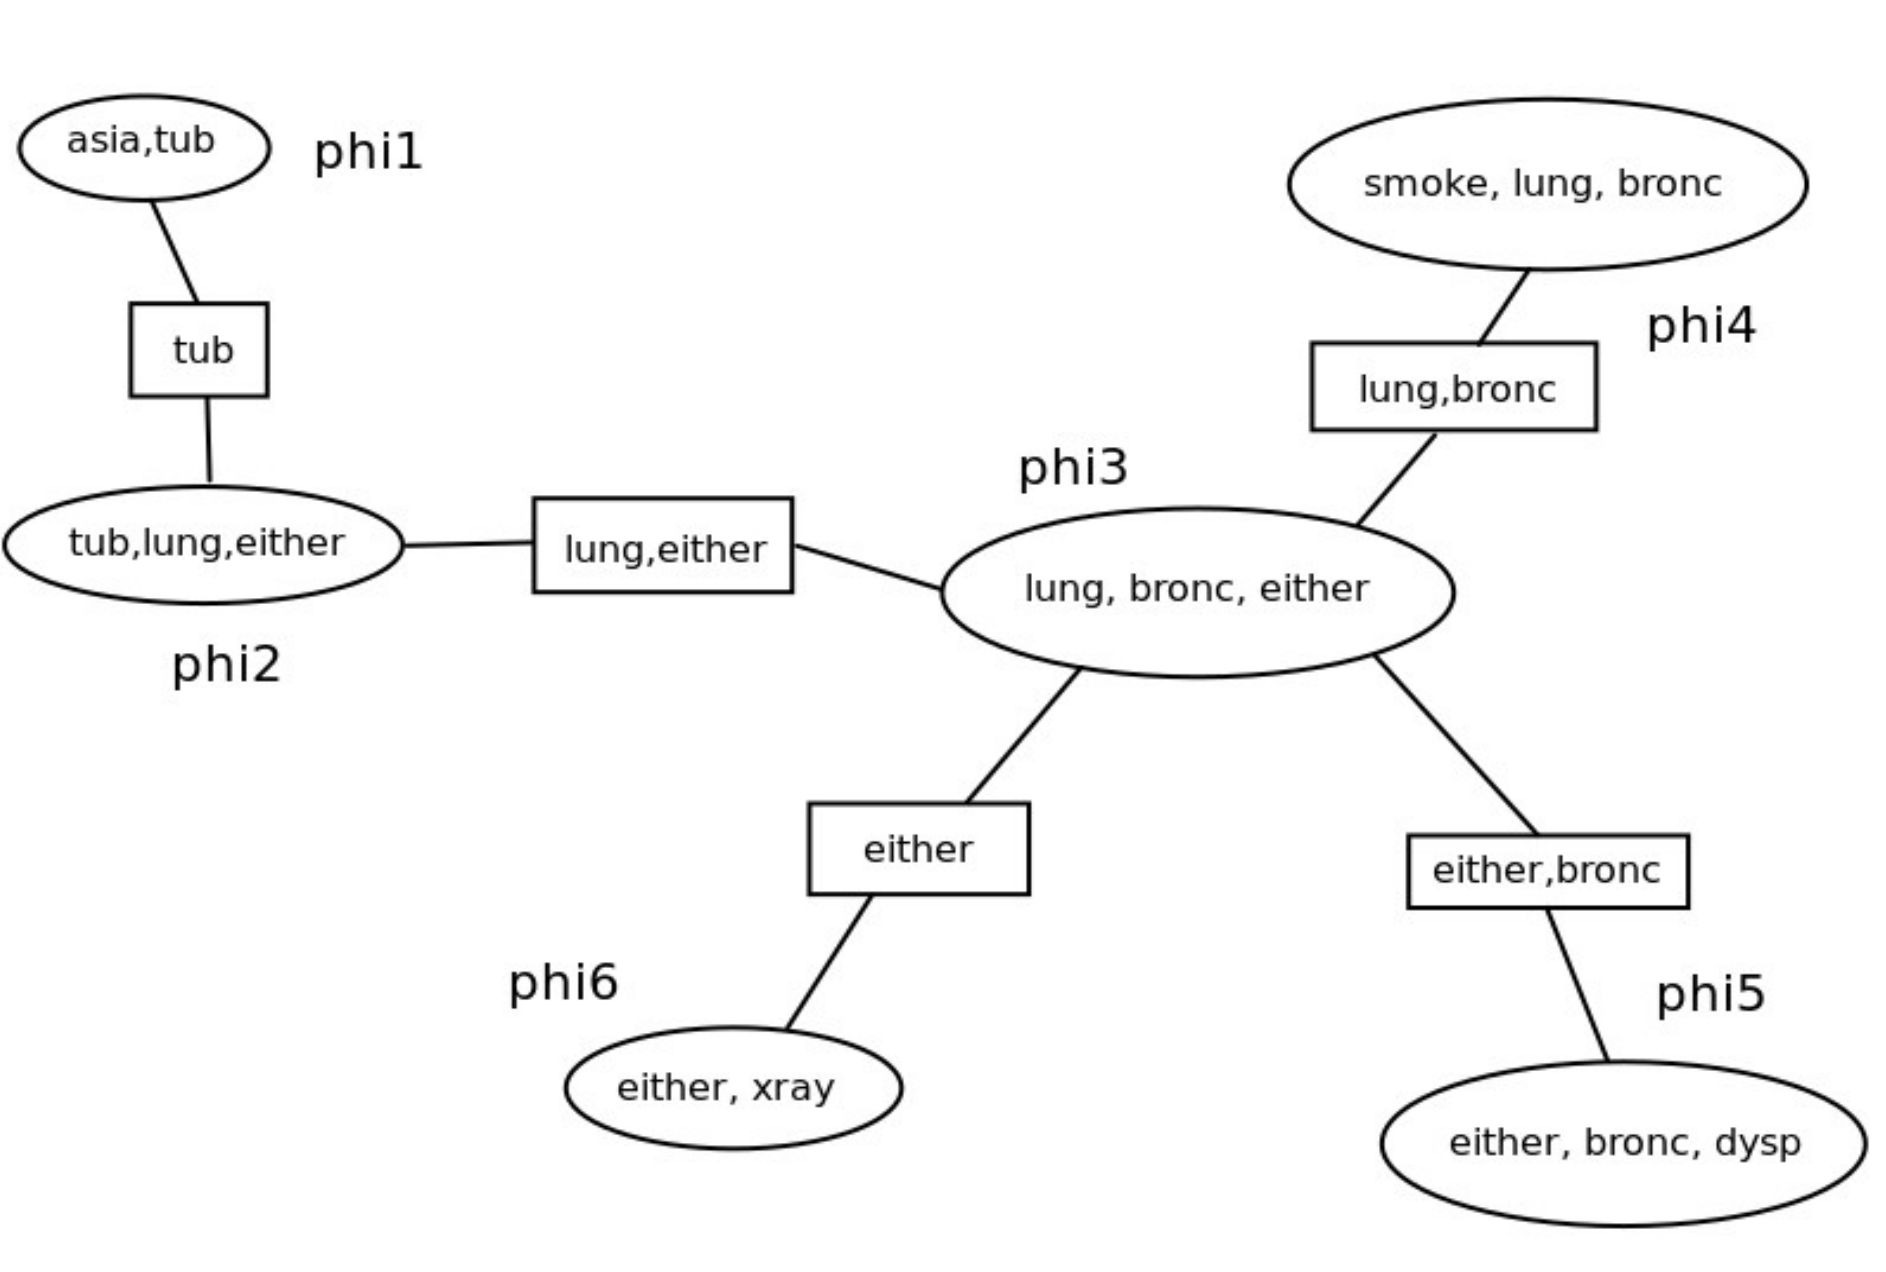 asia,tub
phi1
smoke, lung, bronc
tub
phi4
lung,bronc
phi3
tub,lung,either
lung,either
lung, bronc, either
phi2
either
either,bronc
phi6
phi5
either, xray
either, bronc, dysp